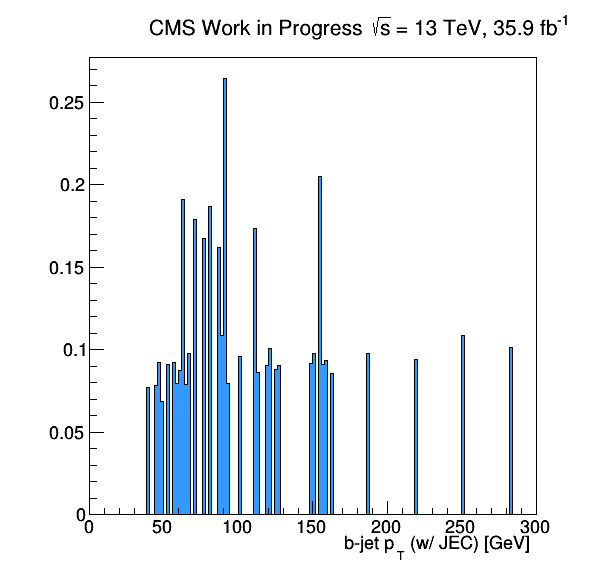 CMS Work in Progress √s = 13 TeV, 35.9 fb⁻¹
0.25
0.2
0.15
0.1
0.05
0
0 50 100 150 200 250 300
b-jet p_T (w/ JEC) [GeV]